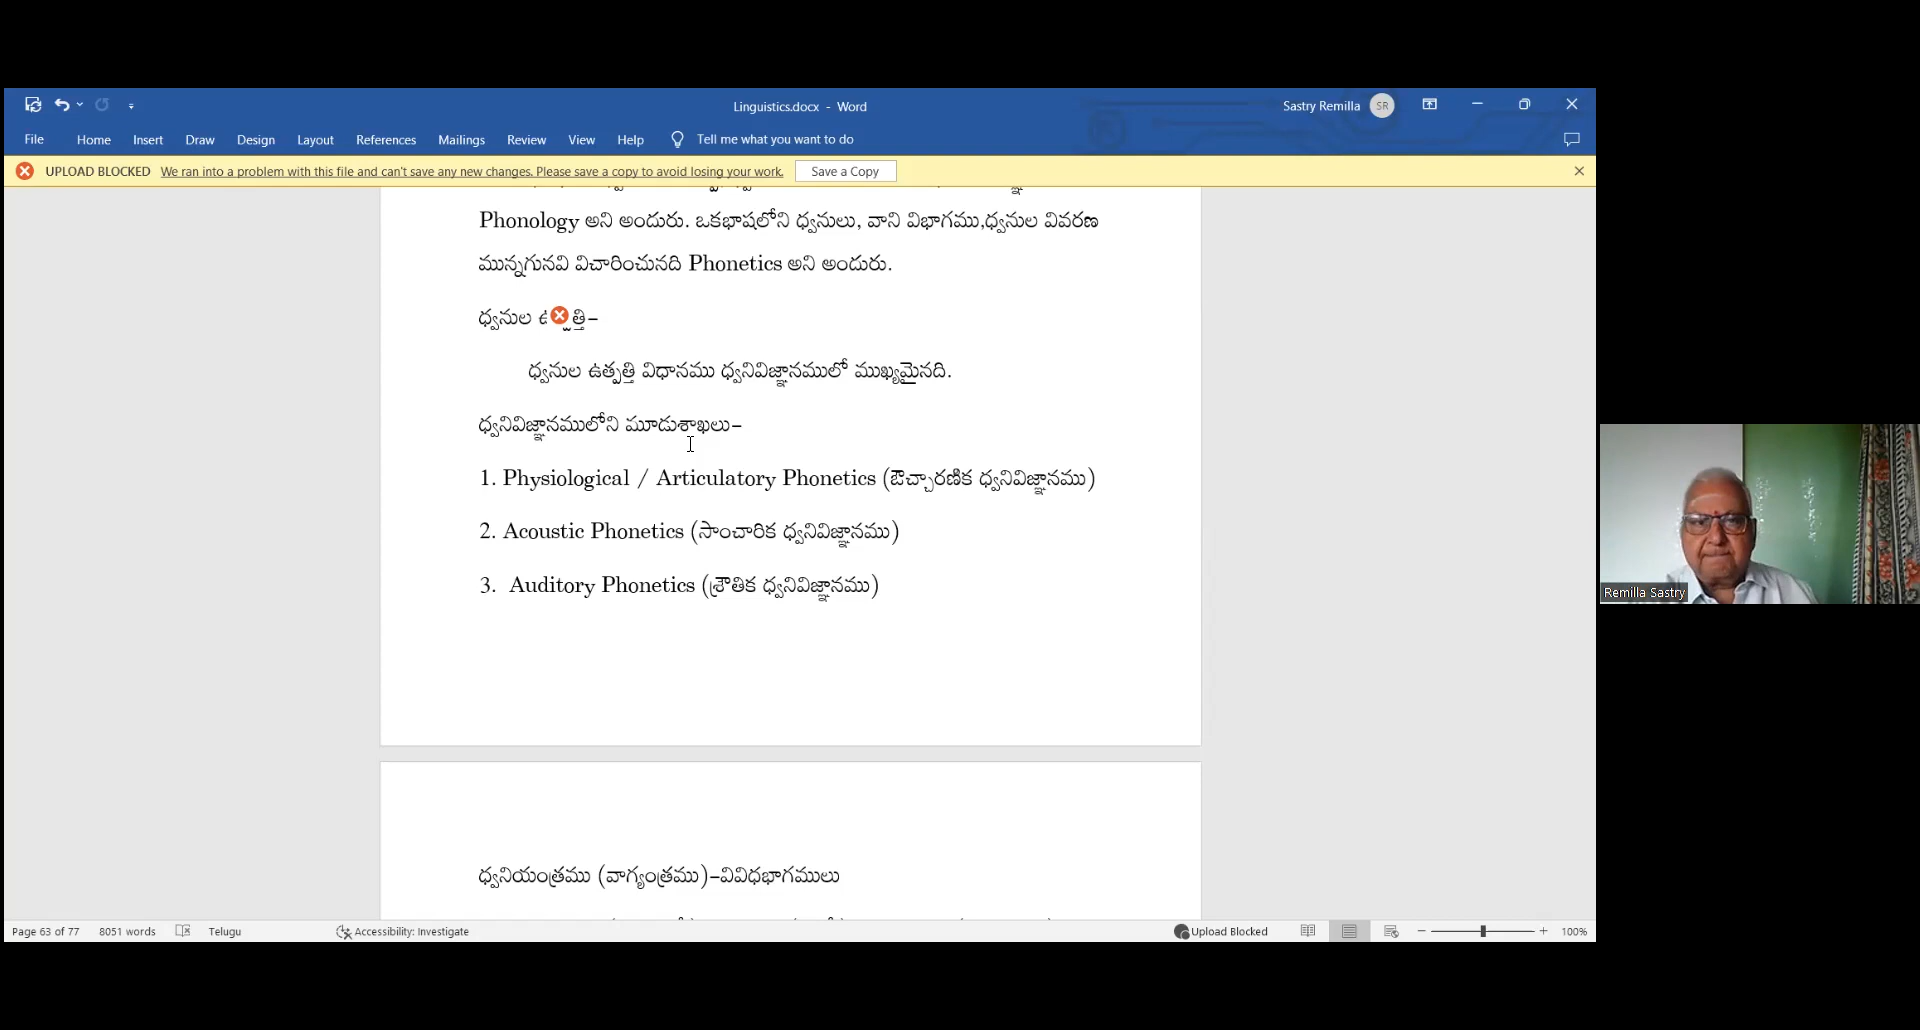 Linguistics.docx - Word
Sastry Remilla SR
File Home Insert Draw Design Layout References Mailings Review View Help Tell me what you want to do
UPLOAD BLOCKED We ran into a problem with this file and can't save any new changes. Please save a copy to avoid losing your work. Save a Copy
Phonology అని అందురు. ఒకభాషలోని ధ్వనులు, వాని విభాగము,ధ్వనుల వివరణ
మున్నగునవి విచారించునది Phonetics అని అందురు.
ధ్వనుల
ధ్వనుల ఉత్పత్తి విధానము ధ్వనివిజ్ఞానములో ముఖ్యమైనది.
ధ్వనివిజ్ఞానములోని మూడుశాఖలు-
1. Physiological / Articulatory Phonetics (ఔచ్చారణిక ధ్వనివిజ్ఞానము)
2. Acoustic Phonetics (సాంచారిక ధ్వనివిజ్ఞానము)
3. Auditory Phonetics (శ్రౌతిక ధ్వనివిజ్ఞానము)
ధ్వనియంత్రము (వాగ్యంత్రము)-వివిధభాగములు
Remilla Sastry
Page 63 of 77 8051 words Telugu Accessibility: Investigate Upload Blocked 100%